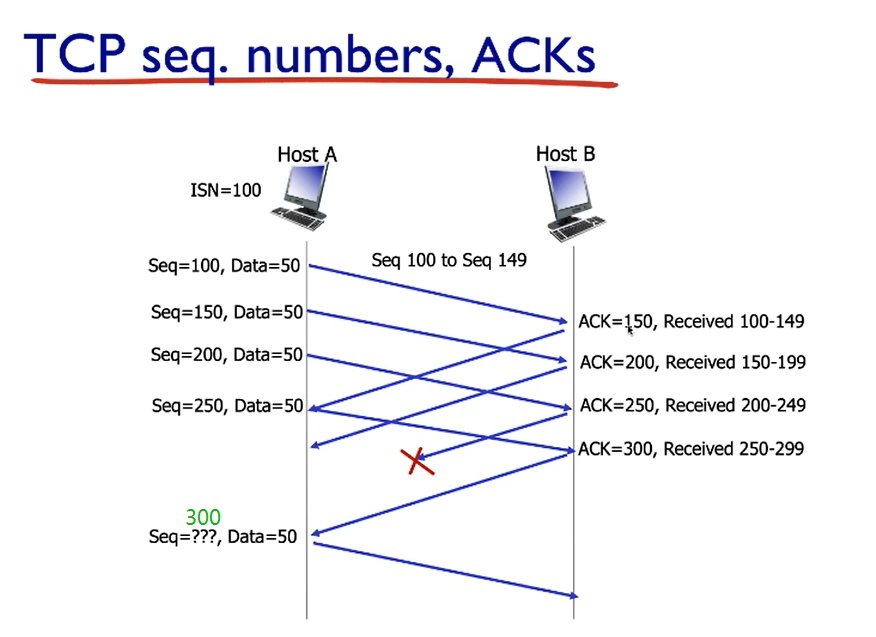 TCP seq. numbers, ACKs
Host A
Host B
ISN=100
Seq=100, Data=50
Seq 100 to Seq 149
Seq=150, Data=50
ACK=150, Received 100-149
Seq=200, Data=50
ACK=200, Received 150-199
Seq=250, Data=50
ACK=250, Received 200-249
ACK=300, Received 250-299
300
Seq=???, Data=50